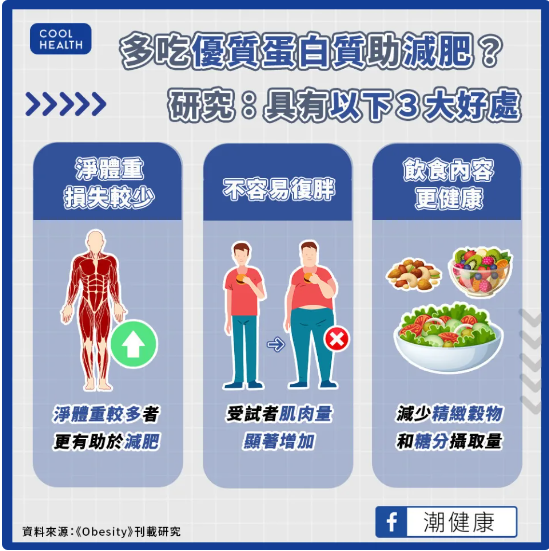 COOL
HEALTH
多吃優質蛋白質助減肥？
研究：具有以下３大好處
淨體重
損失較少
不容易復胖
飲食內容
更健康
淨體重較多者
更有助於減肥
受試者肌肉量
顯著增加
減少精緻穀物
和糖分攝取量
資料來源：《Obesity》刊載研究
f 潮健康